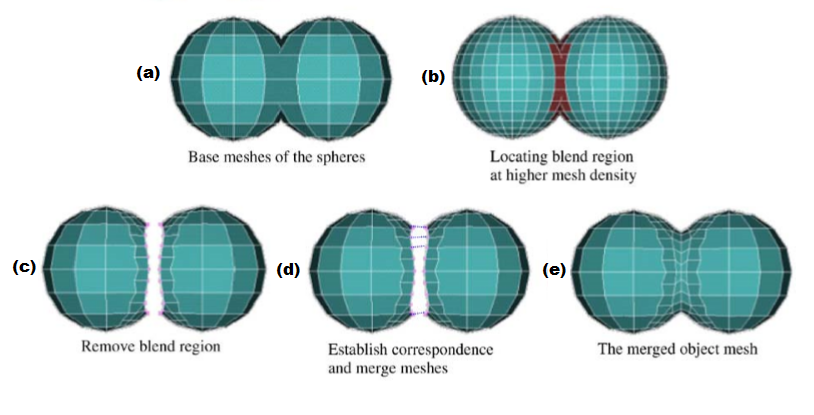 (a)
Base meshes of the spheres
(b)
Locating blend region
at higher mesh density
(c)
Remove blend region
(d)
Establish correspondence
and merge meshes
(e)
The merged object mesh